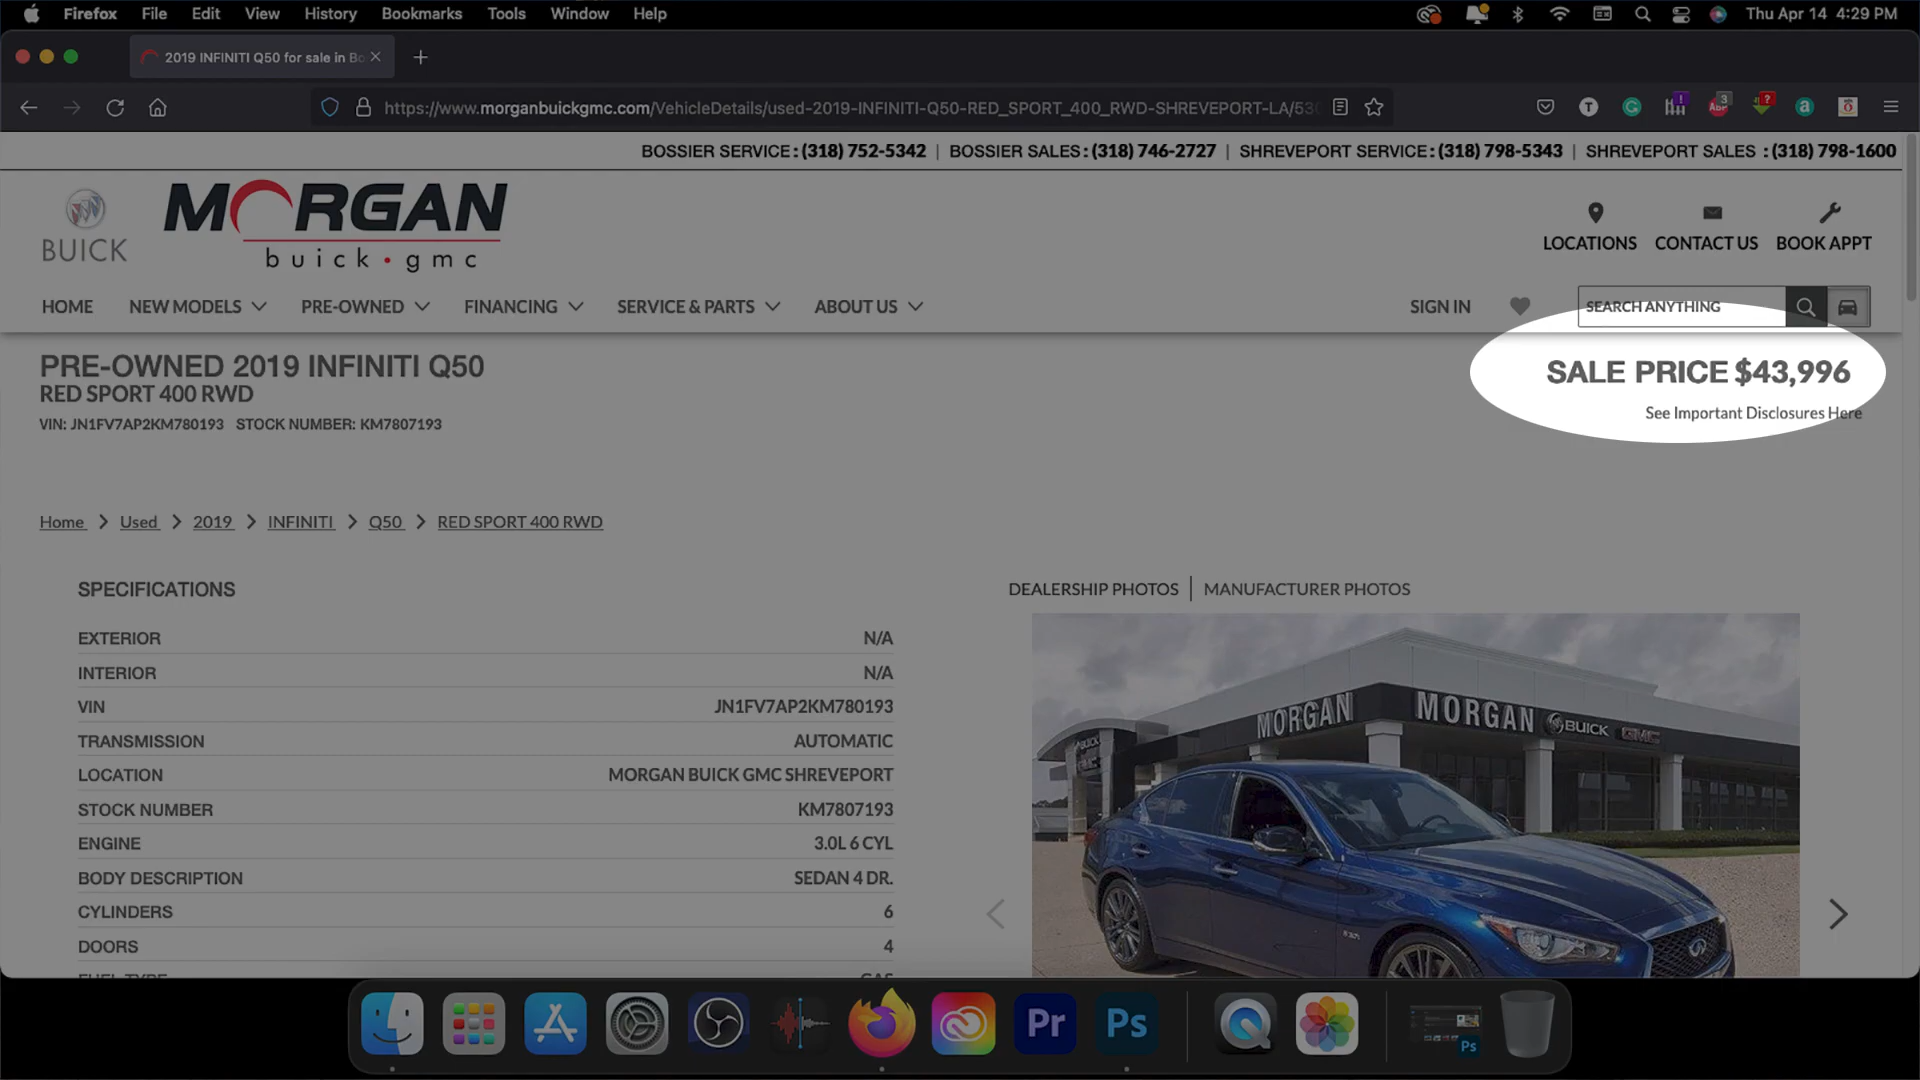 Firefox File Edit View History Bookmarks Tools Window Help Thu Apr 14 4:29 PM
2019 INFINITI Q50 for sale in Bo
https://www.morganbuickgmc.com/VehicleDetails/used-2019-INFINITI-Q50-RED_SPORT_400_RWD-SHREVEPORT-LA/530
BOSSIER SERVICE : (318) 752-5342 | BOSSIER SALES : (318) 746-2727 | SHREVEPORT SERVICE : (318) 798-5343 | SHREVEPORT SALES : (318) 798-1600
BUICK
MORGAN
buick • gmc
LOCATIONS CONTACT US BOOK APPT
HOME NEW MODELS PRE-OWNED FINANCING SERVICE & PARTS ABOUT US SIGN IN SEARCH ANYTHING
PRE-OWNED 2019 INFINITI Q50
RED SPORT 400 RWD
VIN: JN1FV7AP2KM780193 STOCK NUMBER: KM7807193
SALE PRICE $43,996
See Important Disclosures Here
Home > Used > 2019 > INFINITI > Q50 > RED SPORT 400 RWD
SPECIFICATIONS
EXTERIOR N/A
INTERIOR N/A
VIN JN1FV7AP2KM780193
TRANSMISSION AUTOMATIC
LOCATION MORGAN BUICK GMC SHREVEPORT
STOCK NUMBER KM7807193
ENGINE 3.0L 6 CYL
BODY DESCRIPTION SEDAN 4 DR.
CYLINDERS 6
DOORS 4
FUEL TYPE GAS
DEALERSHIP PHOTOS | MANUFACTURER PHOTOS
MORGAN MORGAN BUICK GMC
BUICK
GMC
Pr Ps
Ps